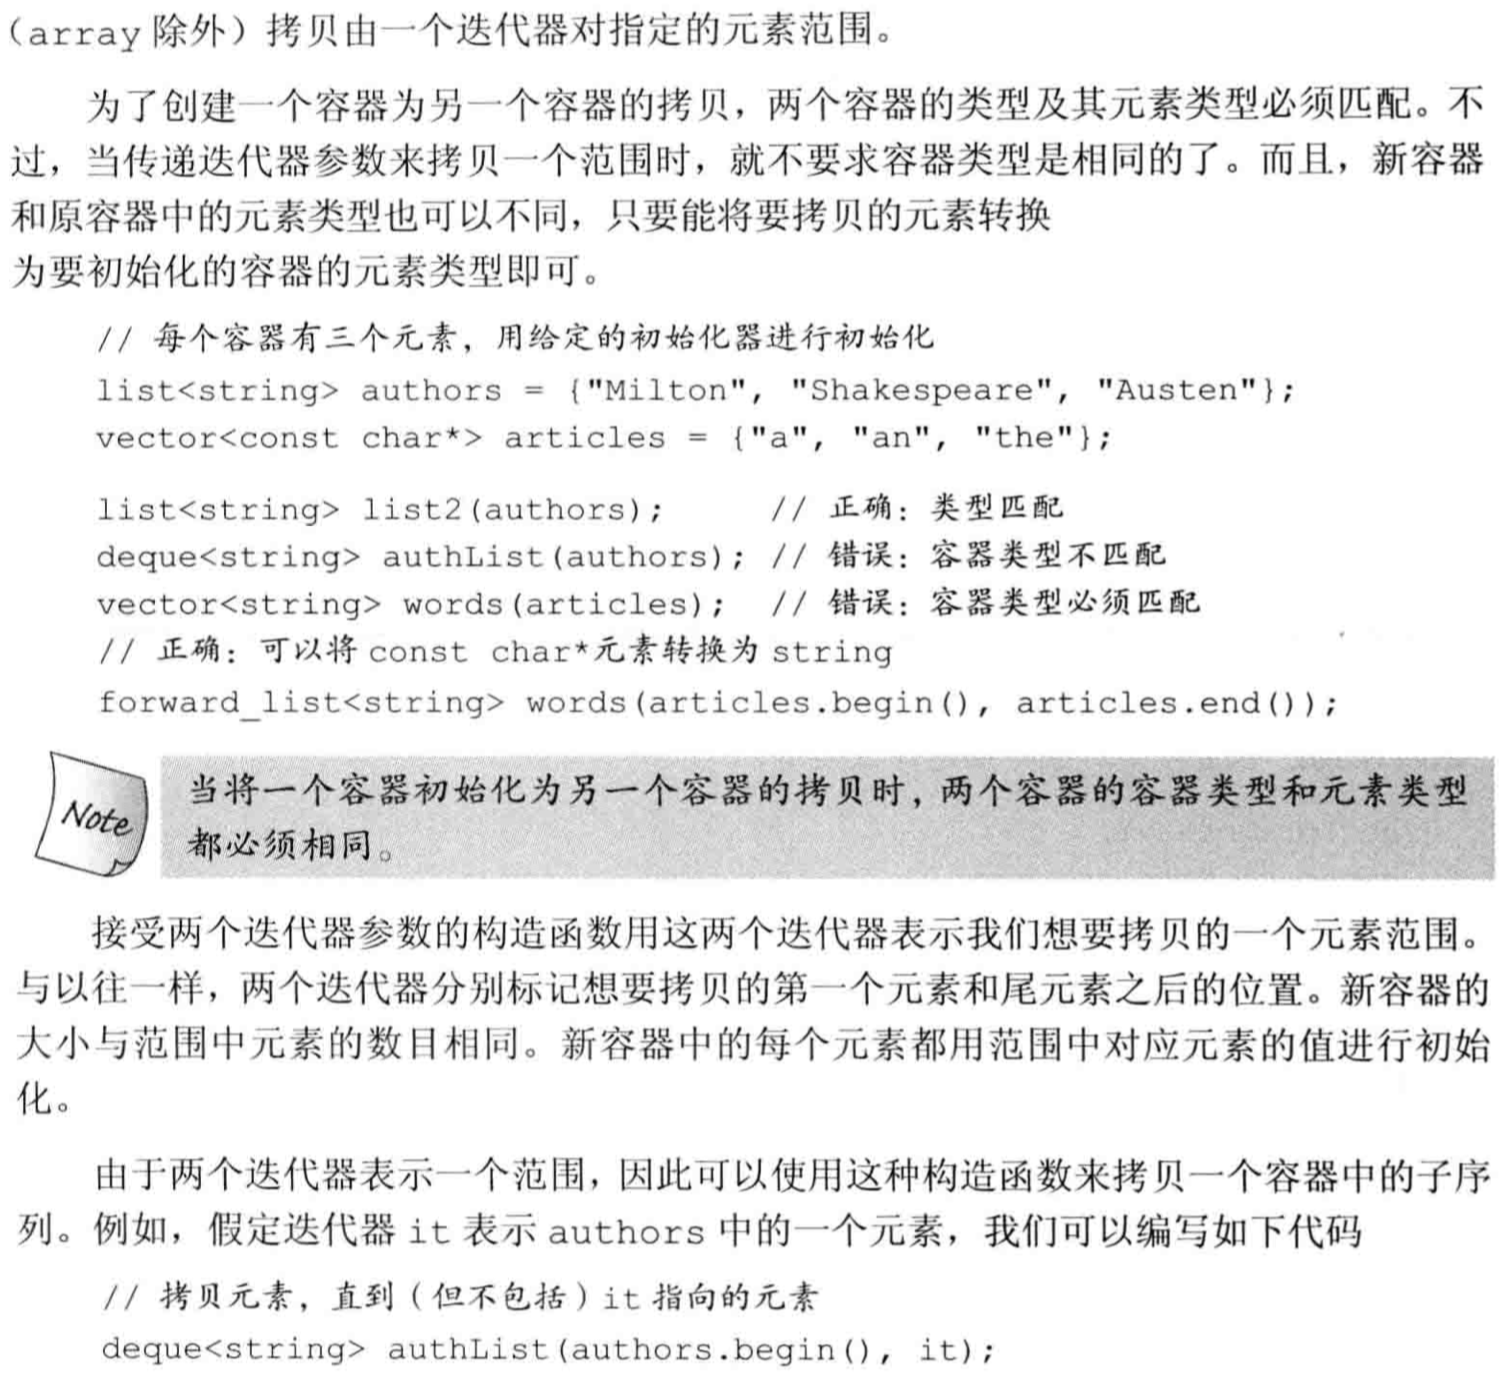 （array 除外）拷贝由一个迭代器对指定的元素范围。
为了创建一个容器为另一个容器的拷贝，两个容器的类型及其元素类型必须匹配。不
过，当传递迭代器参数来拷贝一个范围时，就不要求容器类型是相同的了。而且，新容器
和原容器中的元素类型也可以不同，只要能将要拷贝的元素转换
为要初始化的容器的元素类型即可。
// 每个容器有三个元素，用给定的初始化器进行初始化
list<string> authors = {"Milton", "Shakespeare", "Austen"};
vector<const char*> articles = {"a", "an", "the"};
list<string> list2(authors); // 正确：类型匹配
deque<string> authList(authors); // 错误：容器类型不匹配
vector<string> words(articles); // 错误：容器类型必须匹配
// 正确：可以将 const char*元素转换为 string
forward_list<string> words(articles.begin(), articles.end());
Note
当将一个容器初始化为另一个容器的拷贝时，两个容器的容器类型和元素类型
都必须相同。
接受两个迭代器参数的构造函数用这两个迭代器表示我们想要拷贝的一个元素范围。
与以往一样，两个迭代器分别标记想要拷贝的第一个元素和尾元素之后的位置。新容器的
大小与范围中元素的数目相同。新容器中的每个元素都用范围中对应元素的值进行初始
化。
由于两个迭代器表示一个范围，因此可以使用这种构造函数来拷贝一个容器中的子序
列。例如，假定迭代器 it 表示 authors 中的一个元素，我们可以编写如下代码
// 拷贝元素，直到（但不包括）it 指向的元素
deque<string> authList(authors.begin(), it);